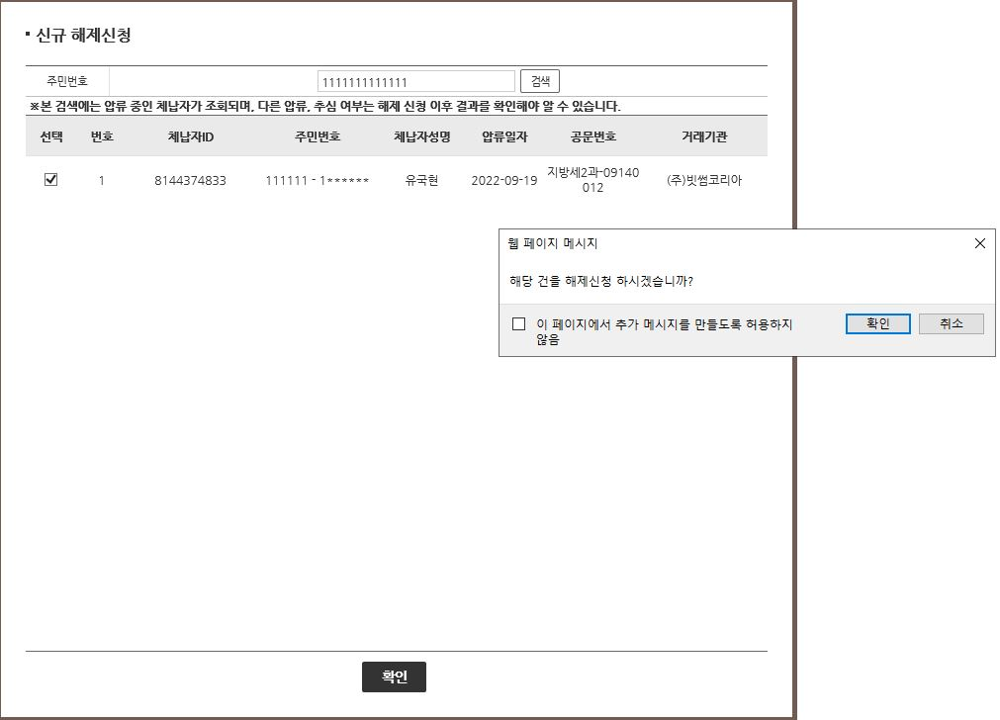 신규 해제신청
주민번호 1111111111111 검색
※본 검색에는 압류 중인 체납자가 조회되며, 다른 압류, 추심 여부는 해제 신청 이후 결과를 확인해야 알 수 있습니다.
선택 번호 체납자ID 주민번호 체납자성명 압류일자 공문번호 거래기관
1 8144374833 111111 - 1****** 유국현 2022-09-19 지방세2과-09140 (주)빗썸코리아
012
웹 페이지 메시지
해당 건을 해제신청 하시겠습니까?
이 페이지에서 추가 메시지를 만들도록 허용하지 확인 취소
않음
확인